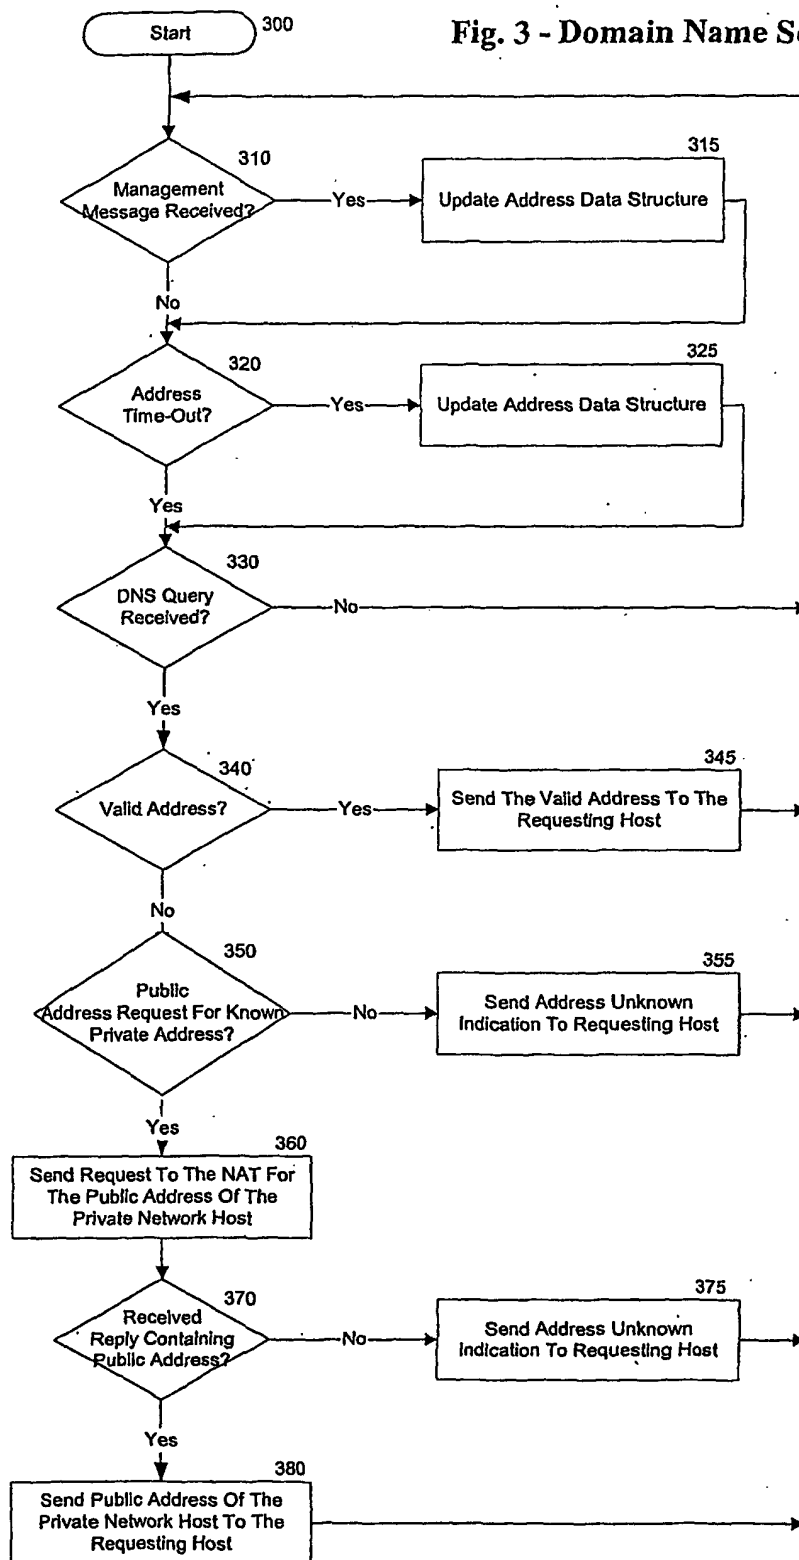 Start
300
Fig. 3 - Domain Name Se
310
Management
Message Received?
Yes
315
Update Address Data Structure
No
320
Address
Time-Out?
Yes
325
Update Address Data Structure
Yes
330
DNS Query
Received?
No
Yes
340
Valid Address?
Yes
345
Send The Valid Address To The
Requesting Host
No
350
Public
Address Request For Known
Private Address?
No
355
Send Address Unknown
Indication To Requesting Host
Yes
360
Send Request To The NAT For
The Public Address Of The
Private Network Host
370
Received
Reply Containing
Public Address?
No
375
Send Address Unknown
Indication To Requesting Host
Yes
380
Send Public Address Of The
Private Network Host To The
Requesting Host